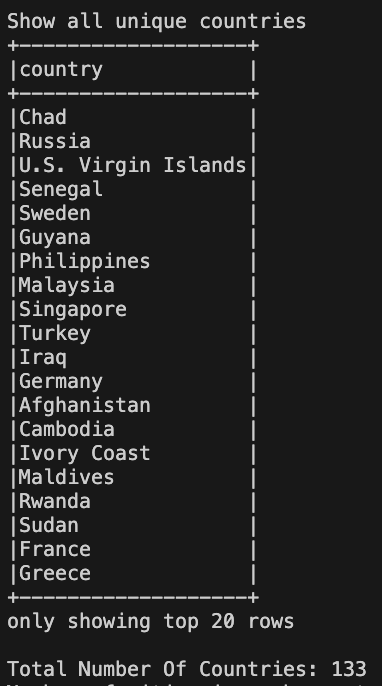 Show all unique countries
+-------------------+
|country            |
+-------------------+
|Chad               |
|Russia             |
|U.S. Virgin Islands|
|Senegal            |
|Sweden             |
|Guyana             |
|Philippines        |
|Malaysia           |
|Singapore          |
|Turkey             |
|Iraq               |
|Germany            |
|Afghanistan        |
|Cambodia           |
|Ivory Coast        |
|Maldives           |
|Rwanda             |
|Sudan              |
|France             |
|Greece             |
+-------------------+
only showing top 20 rows
Total Number Of Countries: 133